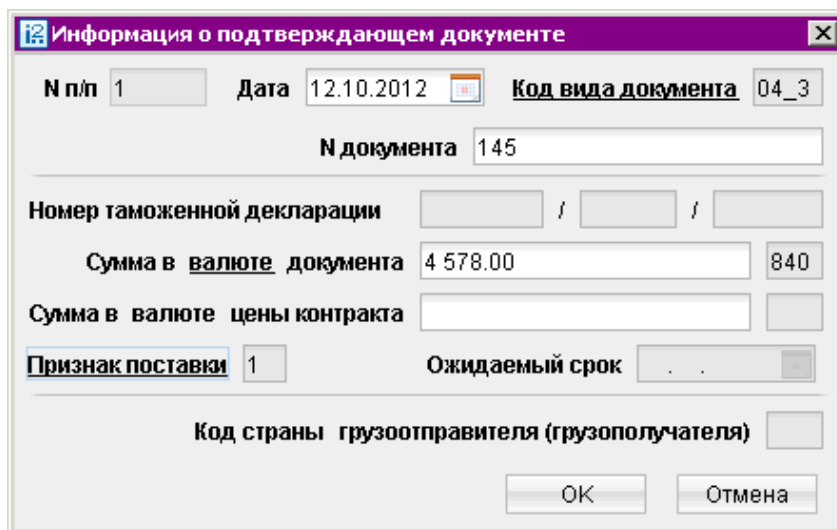 i2 Информация о подтверждающем документе
N п/п 1 Дата 12.10.2012 Код вида документа 04_3
N документа 145
Номер таможенной декларации / /
Сумма в валюте документа 4 578.00 840
Сумма в валюте цены контракта
Признак поставки 1 Ожидаемый срок . .
Код страны грузоотправителя (грузополучателя)
OK Отмена